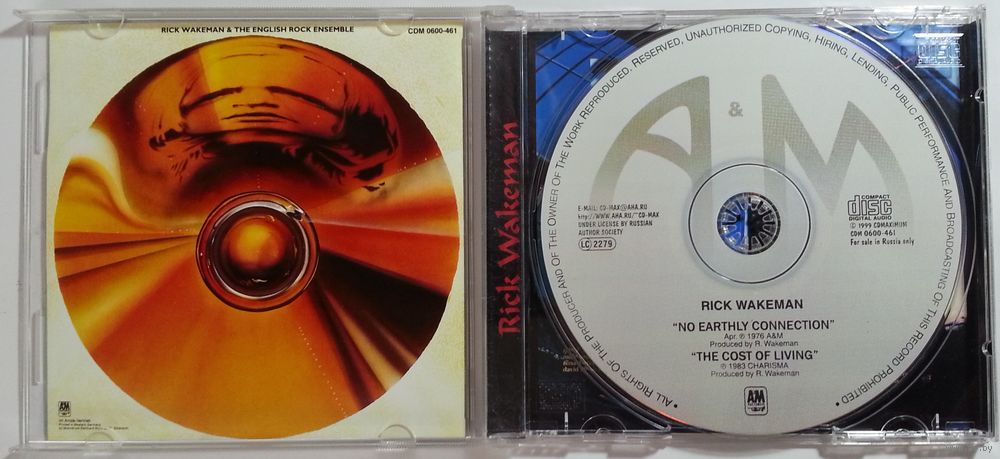 RICK WAKEMAN & THE ENGLISH ROCK ENSEMBLE
CDM 0600-461
A&M
Rick Wakeman
ALL RIGHTS OF THE PRODUCER AND OF THE OWNER OF THE WORK REPRODUCED, RESERVED, UNAUTHORIZED COPYING, HIRING, LENDING, PUBLIC PERFORMANCE AND BROADCASTING OF THIS RECORD PROHIBITED
A & M
E-MAIL: CD-MAX@AHA.RU
http://WWW.AHA.RU/~CD-MAX
UNDER LICENSE BY RUSSIAN
AUTHOR SOCIETY
LC 2279
COMPACT
disc
DIGITAL AUDIO
© 1999 CDMAXIMUM
CDM 0600-461
For sale in Russia only
RICK WAKEMAN
"NO EARTHLY CONNECTION"
Apr. ℗ 1976 A&M
Produced by R. Wakeman
"THE COST OF LIVING"
℗ 1983 CHARISMA
Produced by R. Wakeman
A&M
DISC